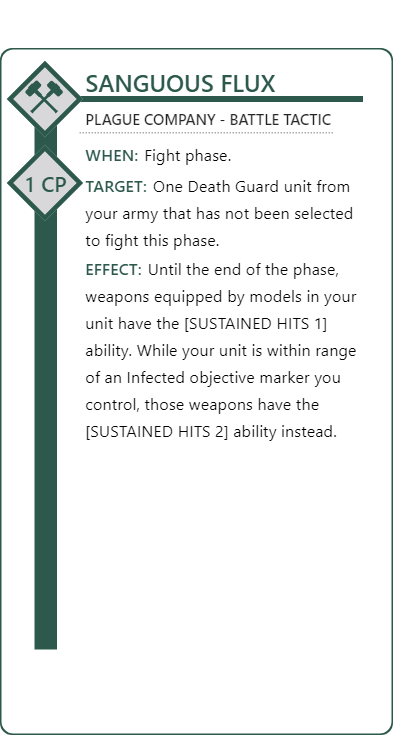 SANGUOUS FLUX
PLAGUE COMPANY - BATTLE TACTIC
WHEN: Fight phase.
1 CP
TARGET: One Death Guard unit from
your army that has not been selected
to fight this phase.
EFFECT: Until the end of the phase,
weapons equipped by models in your
unit have the [SUSTAINED HITS 1]
ability. While your unit is within range
of an Infected objective marker you
control, those weapons have the
[SUSTAINED HITS 2] ability instead.